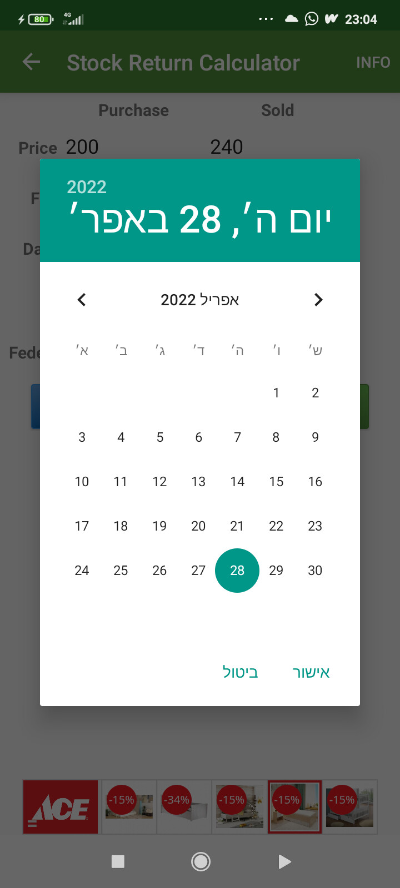 80 4G 23:04
Stock Return Calculator INFO
Purchase Sold
Price 200 240
2022
יום ה׳, 28 באפר׳
F
Da
אפריל 2022
א׳ ב׳ ג׳ ד׳ ה׳ ו׳ ש׳
Fede
1 2
3 4 5 6 7 8 9
10 11 12 13 14 15 16
17 18 19 20 21 22 23
24 25 26 27 28 29 30
ביטול אישור
ACE -15% -34% -15% -15% -15%